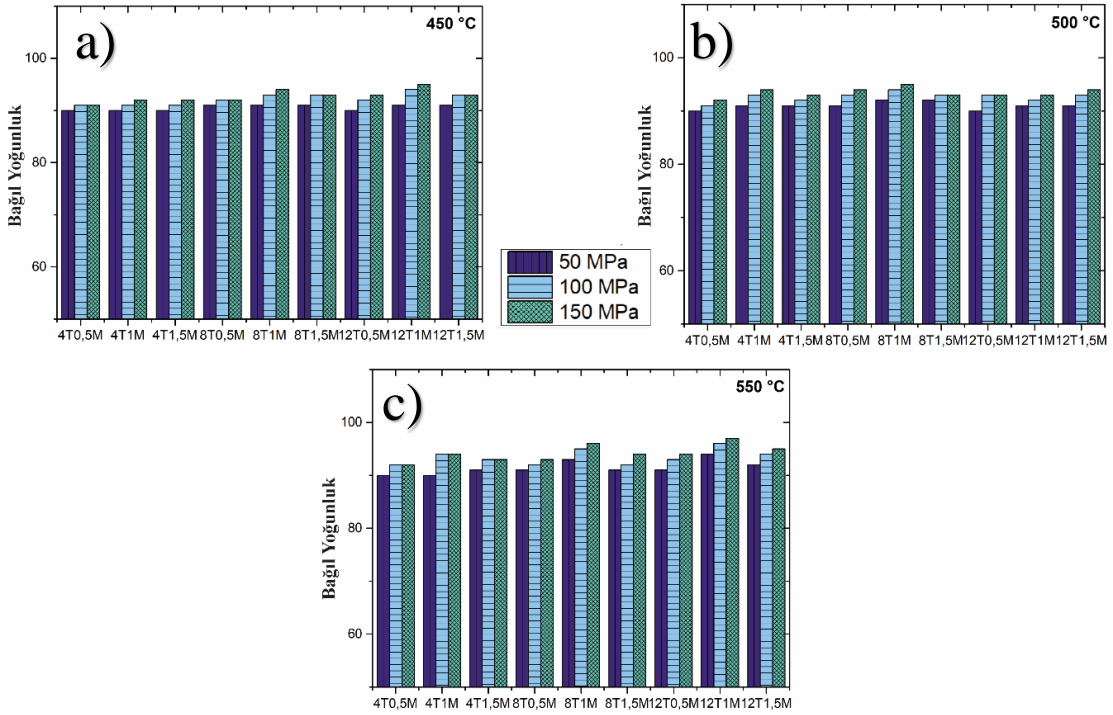 a)
450 °C
Bağıl Yoğunluk
100
80
60
4T0,5M 4T1M 4T1,5M 8T0,5M 8T1M 8T1,5M 12T0,5M 12T1M 12T1,5M
b)
500 °C
Bağıl Yoğunluk
100
80
60
4T0,5M 4T1M 4T1,5M 8T0,5M 8T1M 8T1,5M 12T0,5M 12T1M 12T1,5M
50 MPa
100 MPa
150 MPa
c)
550 °C
Bağıl Yoğunluk
100
80
60
4T0,5M 4T1M 4T1,5M 8T0,5M 8T1M 8T1,5M 12T0,5M 12T1M 12T1,5M